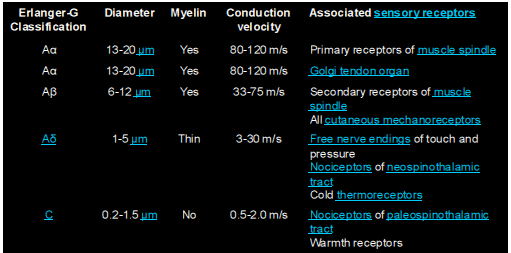 Erlanger-G Diameter Myelin Conduction Associated sensory receptors
Classification velocity
Aα 13-20 μm Yes 80-120 m/s Primary receptors of muscle spindle
Aα 13-20 μm Yes 80-120 m/s Golgi tendon organ
Aβ 6-12 μm Yes 33-75 m/s Secondary receptors of muscle
spindle
All cutaneous mechanoreceptors
Aδ 1-5 μm Thin 3-30 m/s Free nerve endings of touch and
pressure
Nociceptors of neospinothalamic
tract
Cold thermoreceptors
C 0.2-1.5 μm No 0.5-2.0 m/s Nociceptors of paleospinothalamic
tract
Warmth receptors